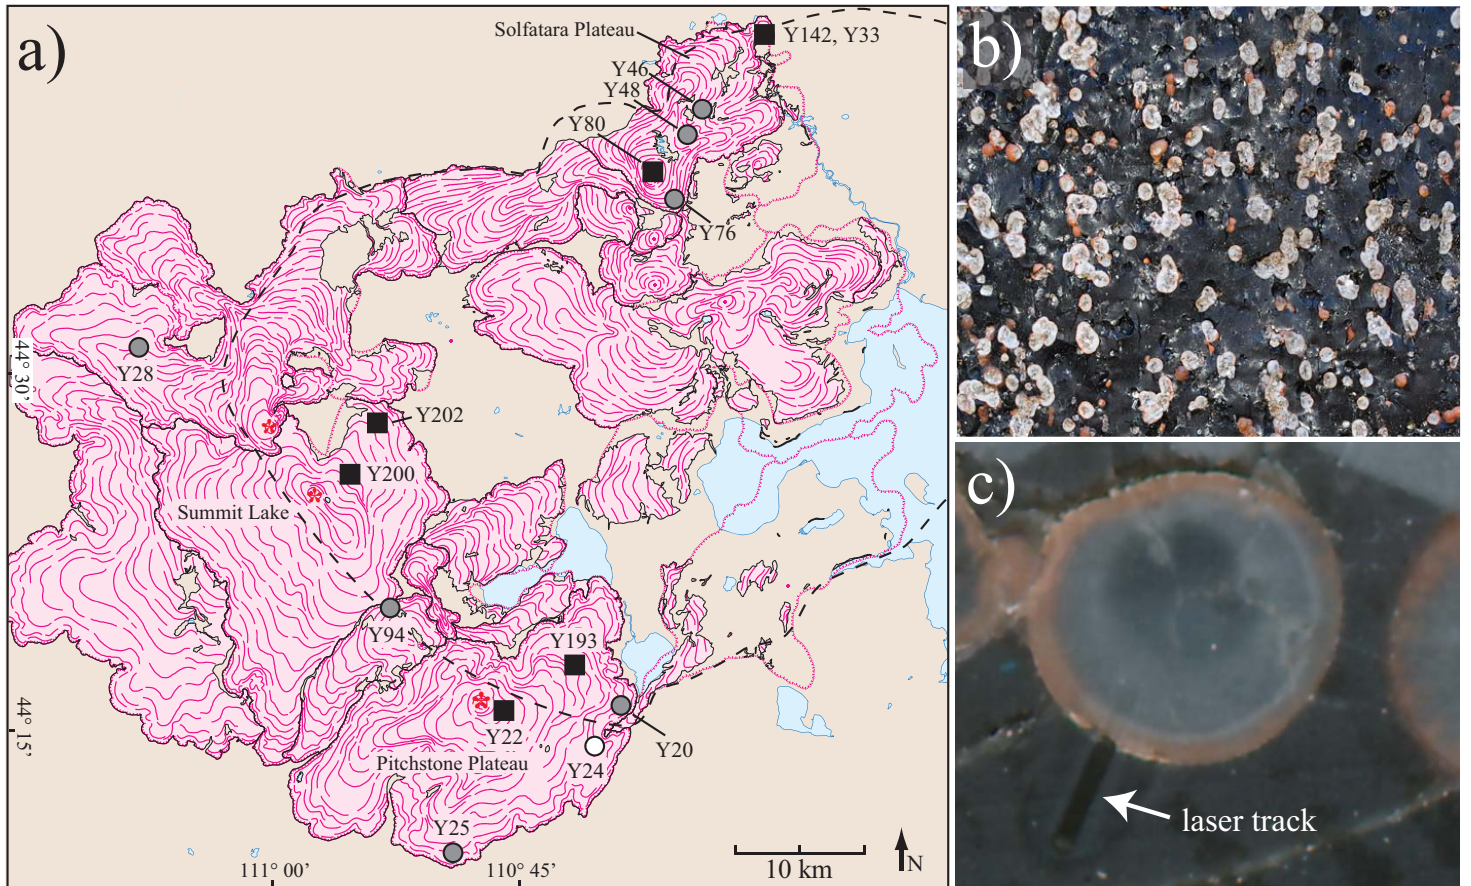 a)
Solfatara Plateau
Y142, Y33
Y46
Y48
Y80
Y76
Y28
44° 30’
Y202
Y200
Summit Lake
Y94
Y193
44° 15’
Y22
Y20
Pitchstone Plateau
Y24
Y25
111° 00’
110° 45’
10 km
N
b)
c)
laser track